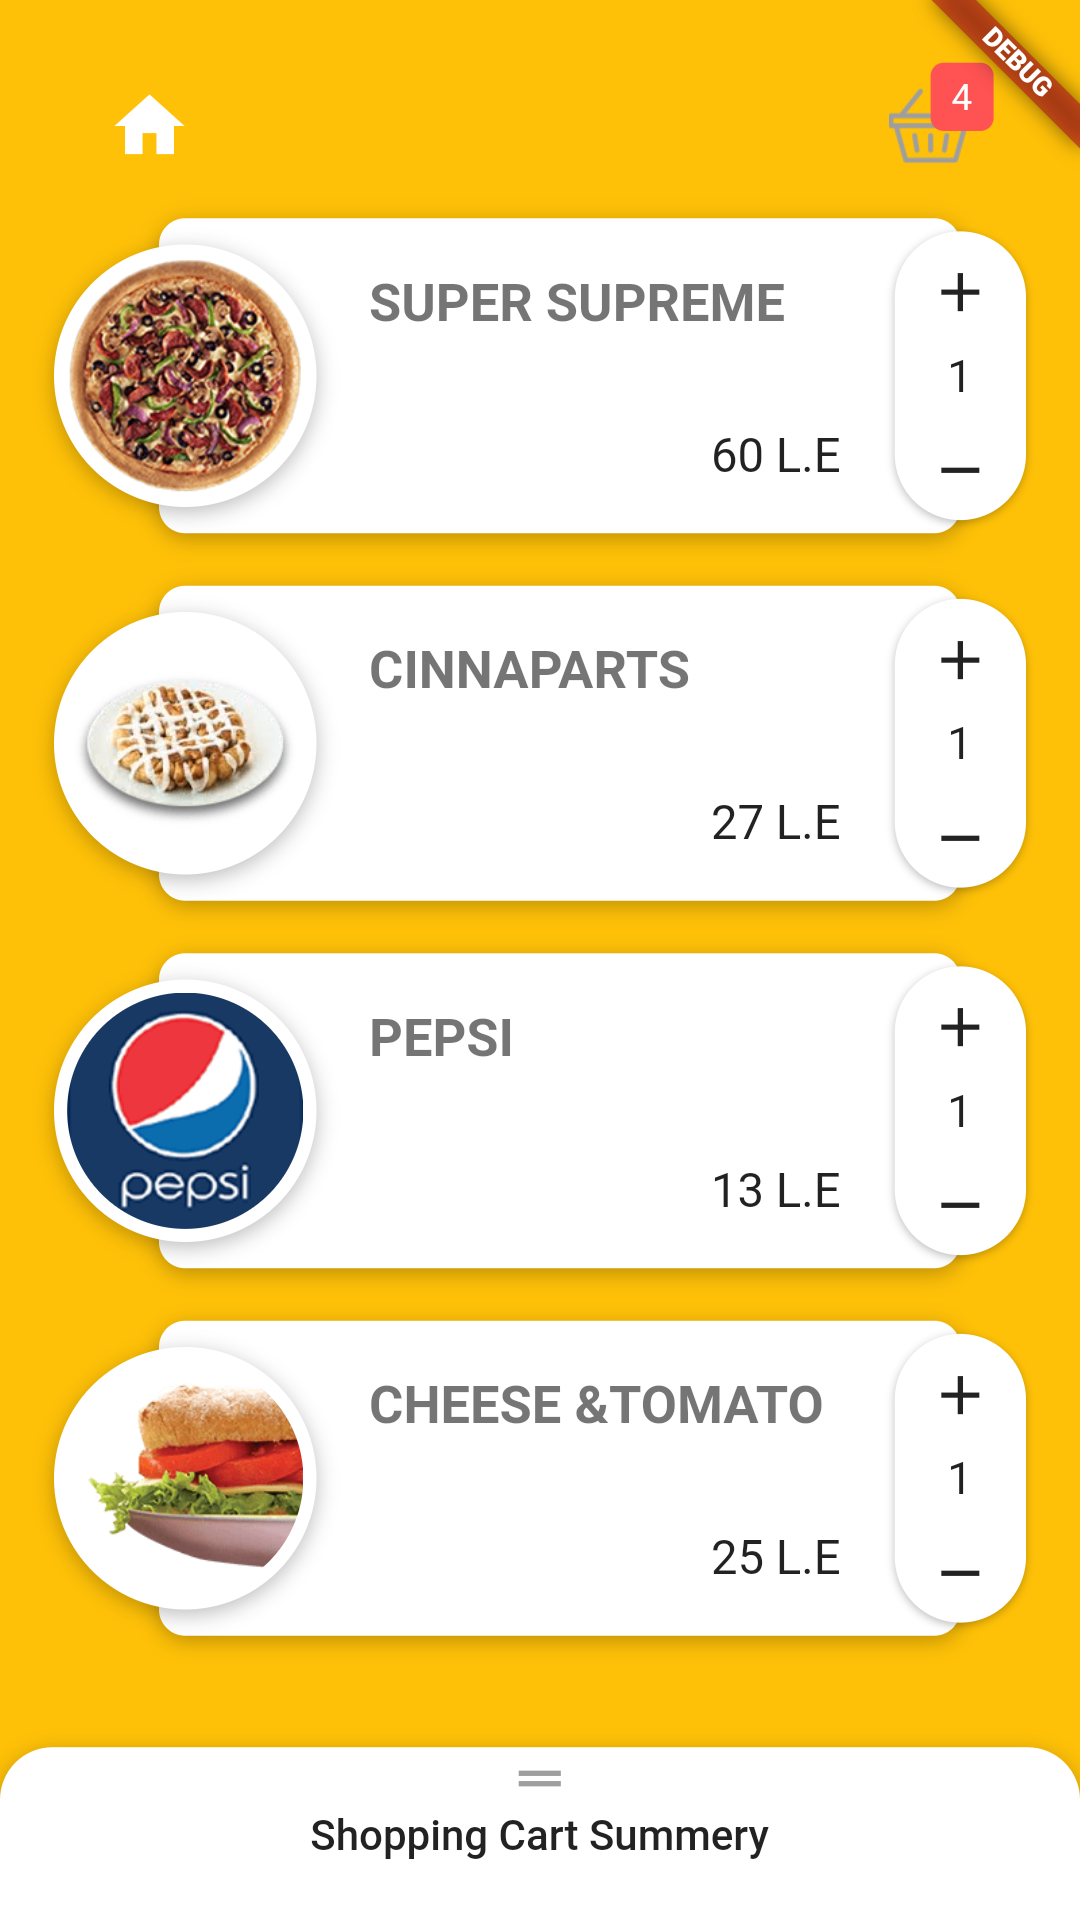 DEBUG
4
SUPER SUPREME
+
1
60 L.E
−
CINNAPARTS
+
1
27 L.E
−
PEPSI
+
1
pepsi
13 L.E
−
CHEESE &TOMATO
+
1
25 L.E
−
Shopping Cart Summery